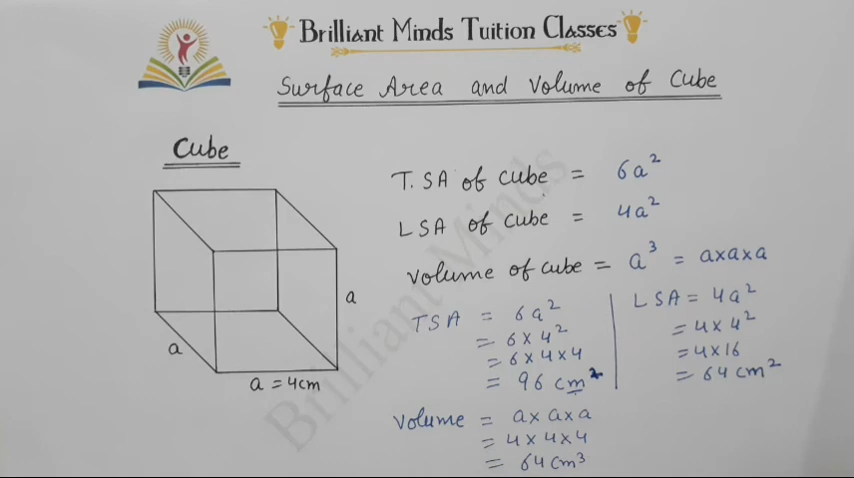 Brilliant Minds Tuition Classes
Surface Area and Volume of Cube
Cube
a
a
a = 4cm
T.SA of cube = 6a²
LSA of cube = 4a²
Volume of cube = a³ = a×a×a
TSA = 6a²
= 6 × 4²
= 6 × 4 × 4
= 96 cm²
LSA = 4a²
= 4 × 4²
= 4 × 16
= 64 cm²
Volume = a× a× a
= 4 × 4 × 4
= 64 cm³
Brilliant Minds